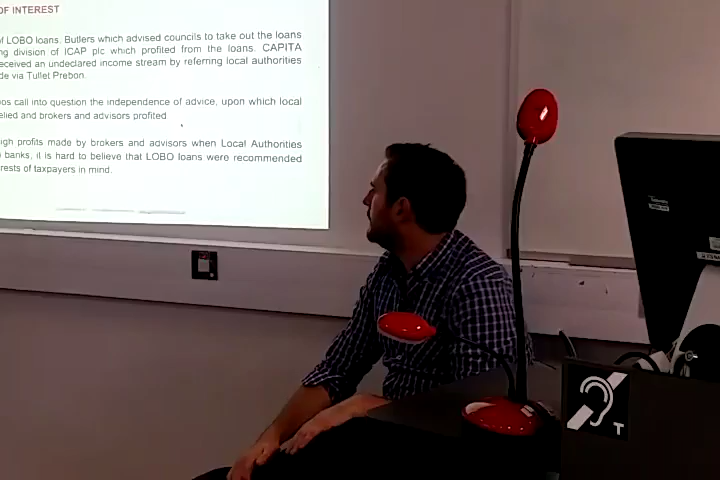 OF INTEREST
of LOBO loans. Butlers which advised councils to take out the loans
ng division of ICAP plc which profited from the loans. CAPITA
eceived an undeclared income stream by referring local authorities
de via Tullet Prebon.
os call into question the independence of advice, upon which local
elied and brokers and advisors profited
igh profits made by brokers and advisors when Local Authorities
banks, it is hard to believe that LOBO loans were recommended
rests of taxpayers in mind.
T